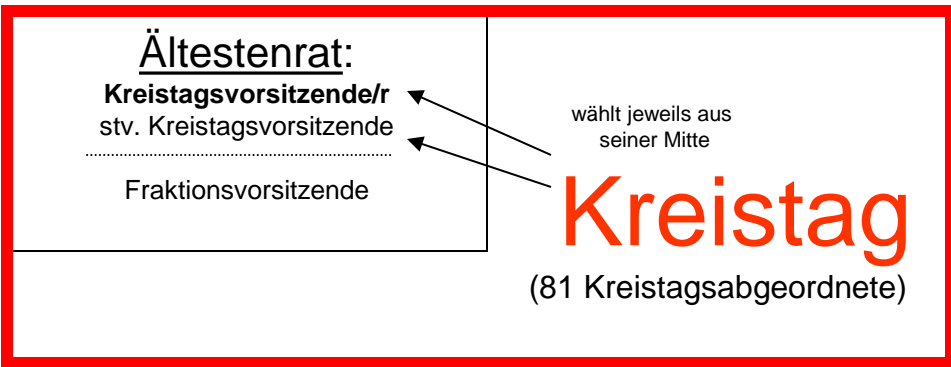 Ältestenrat:
Kreistagsvorsitzende/r
stv. Kreistagsvorsitzende
Fraktionsvorsitzende
wählt jeweils aus
seiner Mitte
Kreistag
(81 Kreistagsabgeordnete)